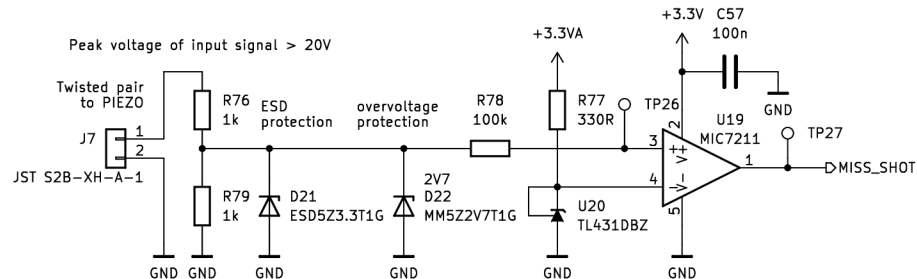 Peak voltage of input signal > 20V
+3.3VA
+3.3V
C57
100n
GND
Twisted pair
to PIEZO
J7
1
2
JST S2B-XH-A-1
R76
1k
ESD
protection
overvoltage
protection
R78
100k
R77
330R
TP26
U19
MIC7211
TP27
3
4
2
5
1
+
V+
-
V-
MISS_SHOT
R79
1k
D21
ESD5Z3.3T1G
2V7
D22
MM5Z2V7T1G
U20
TL431DBZ
GND
GND
GND
GND
GND
GND